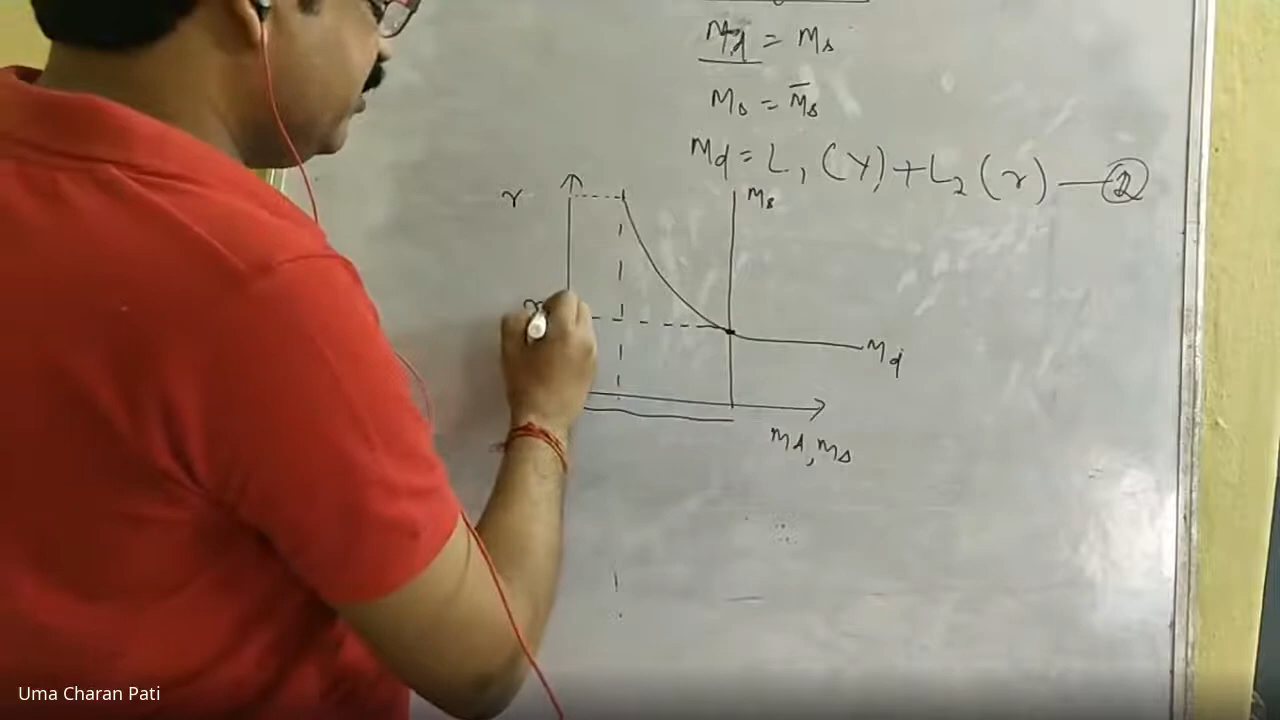 Md = Ms
Ms = M̄s
Md = L1 (Y) + L2 (r) — ②
r
Ms
r
Md
Md, Ms
Uma Charan Pati